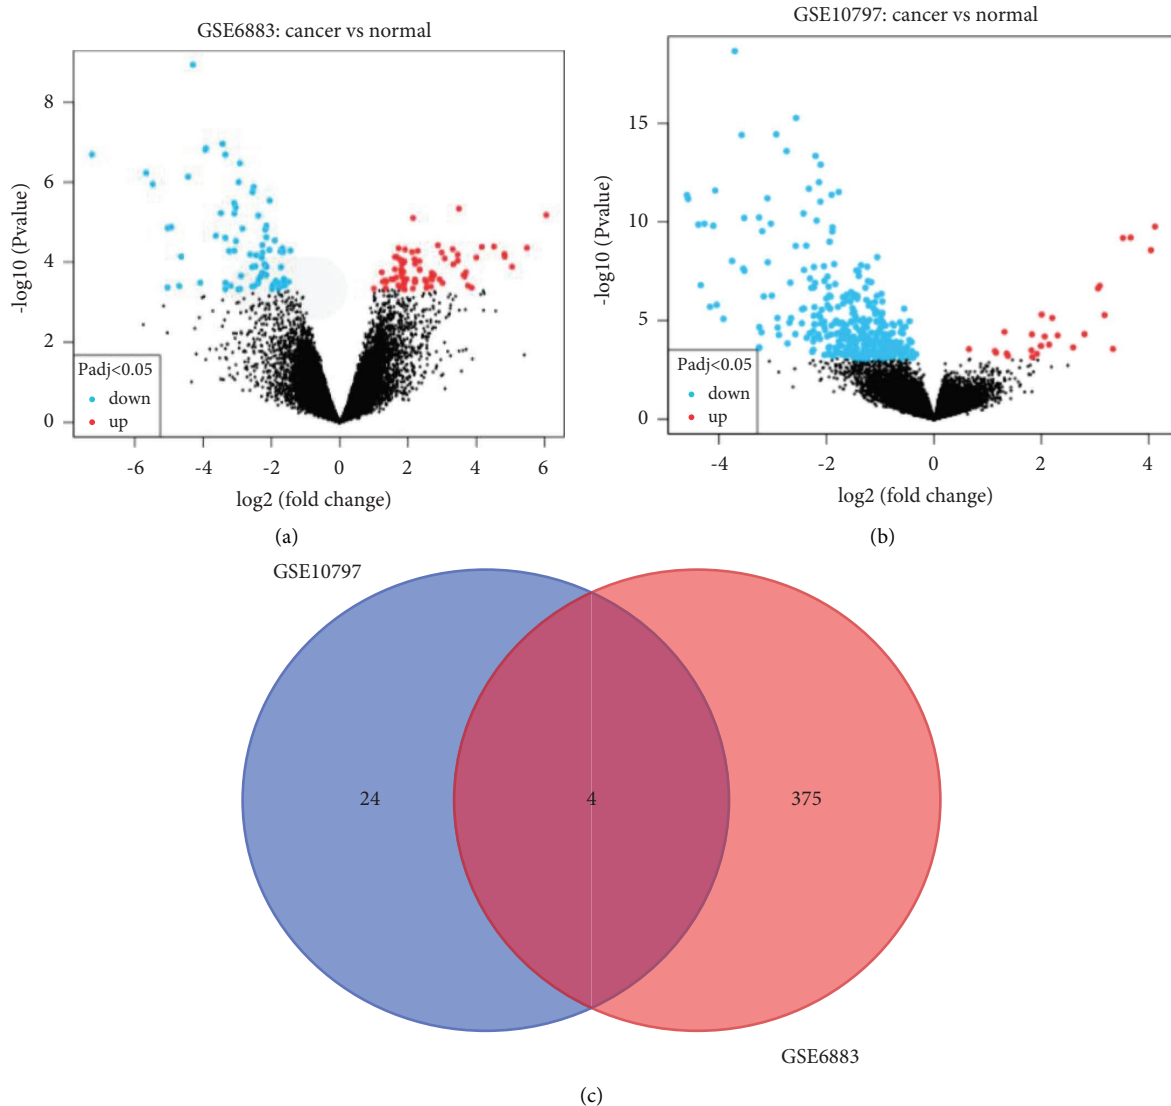 GSE6883: cancer vs normal
-log10 (Pvalue)
8
6
4
2
0
Padj<0.05
down
up
-6 -4 -2 0 2 4 6
log2 (fold change)
(a)
GSE10797: cancer vs normal
-log10 (Pvalue)
15
10
5
0
Padj<0.05
down
up
-4 -2 0 2 4
log2 (fold change)
(b)
GSE10797
24 4 375
GSE6883
(c)